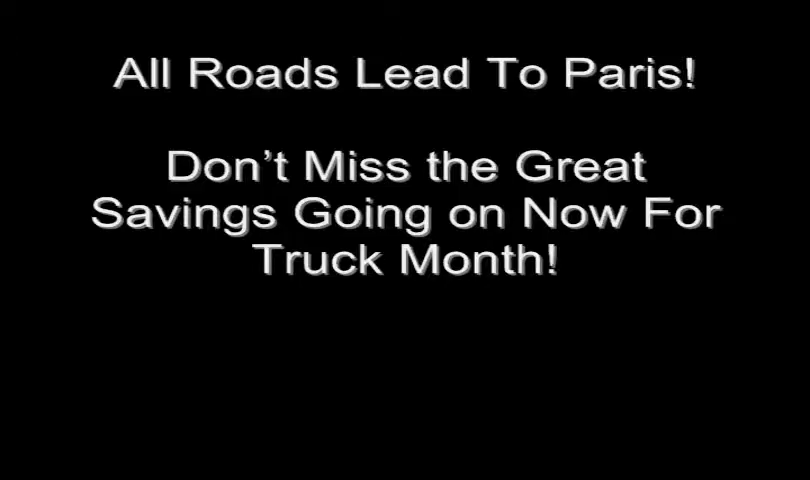 All Roads Lead To Paris!
Don’t Miss the Great
Savings Going on Now For
Truck Month!